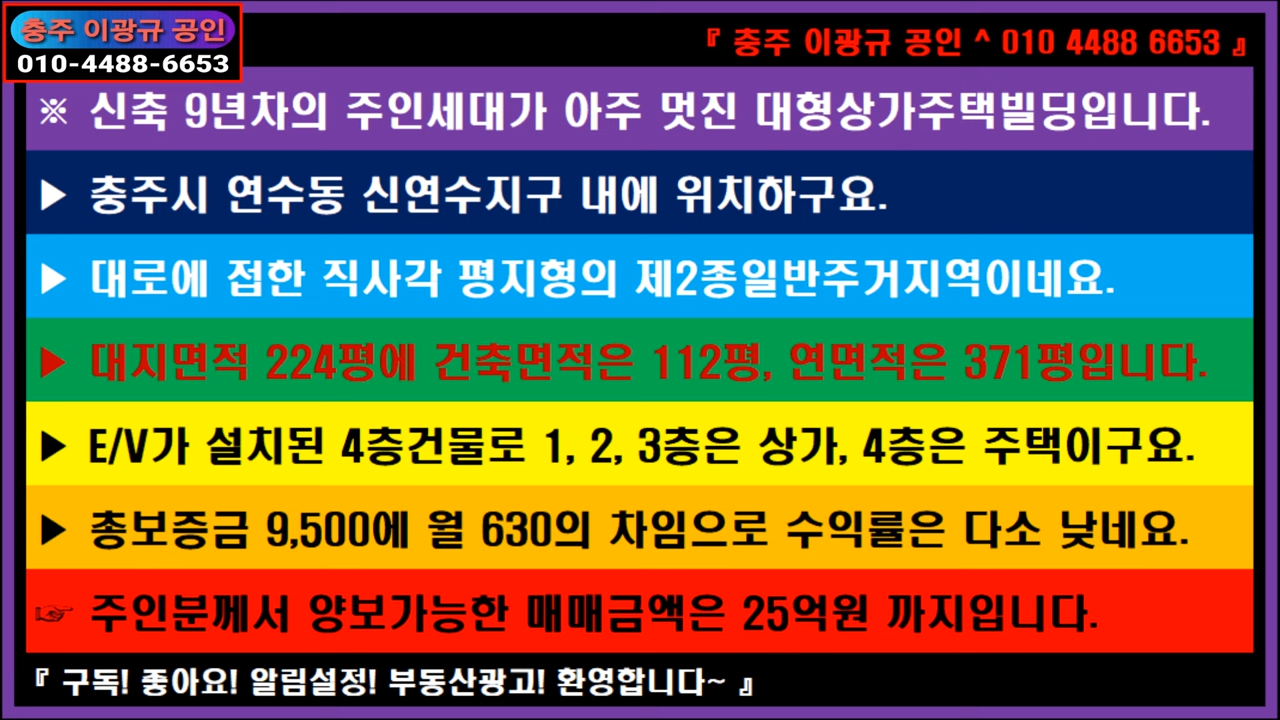 충주 이광규 공인
010-4488-6653
『 충주 이광규 공인 ^ 010 4488 6653 』
※ 신축 9년차의 주인세대가 아주 멋진 대형상가주택빌딩입니다.
▶ 충주시 연수동 신연수지구 내에 위치하구요.
▶ 대로에 접한 직사각 평지형의 제2종일반주거지역이네요.
▶ 대지면적 224평에 건축면적은 112평, 연면적은 371평입니다.
▶ E/V가 설치된 4층건물로 1, 2, 3층은 상가, 4층은 주택이구요.
▶ 총보증금 9,500에 월 630의 차임으로 수익률은 다소 낮네요.
☞ 주인분께서 양보가능한 매매금액은 25억원 까지입니다.
『 구독! 좋아요! 알림설정! 부동산광고! 환영합니다~ 』